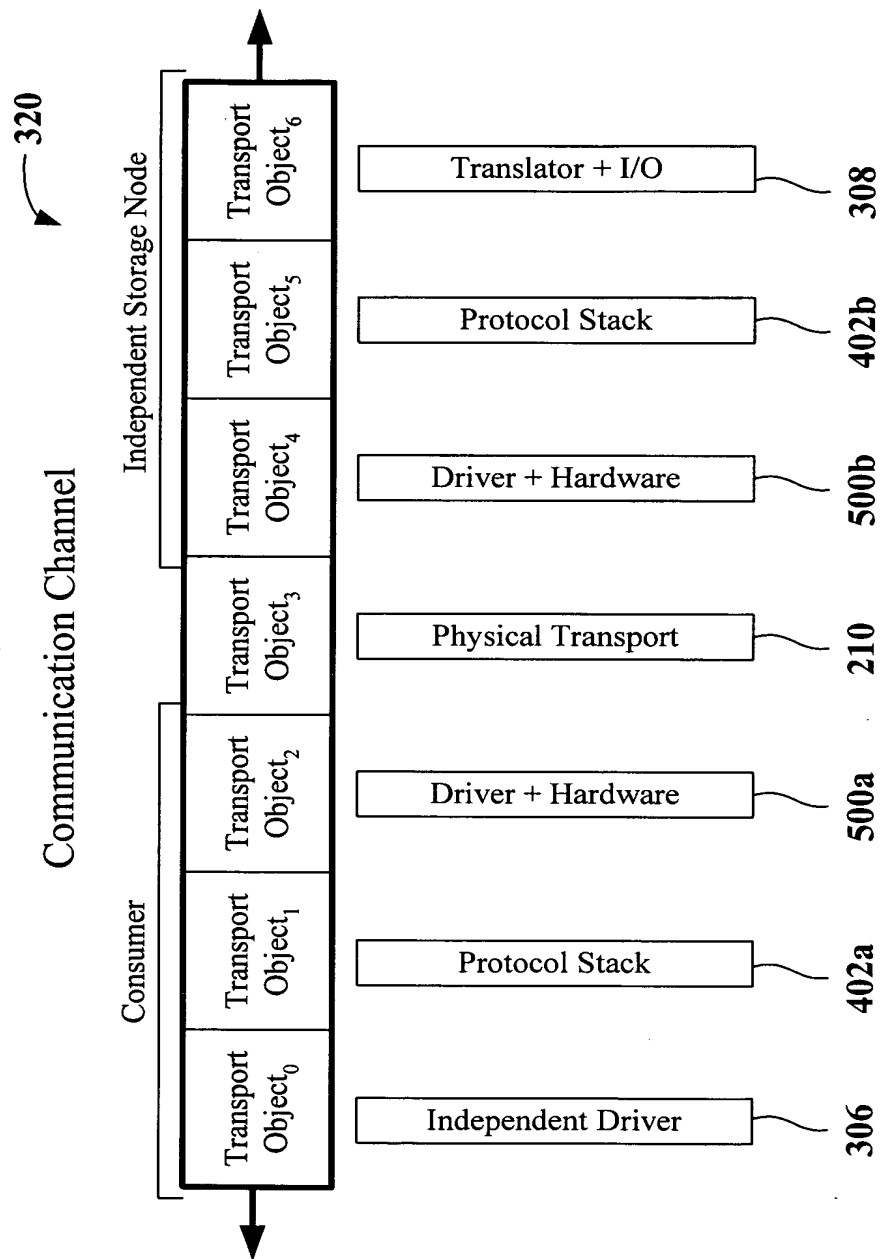 Communication Channel
320
Consumer
Independent Storage Node
Transport
Object0
Transport
Object1
Transport
Object2
Transport
Object3
Transport
Object4
Transport
Object5
Transport
Object6
Independent Driver
Protocol Stack
Driver + Hardware
Physical Transport
Driver + Hardware
Protocol Stack
Translator + I/O
306
402a
500a
210
500b
402b
308